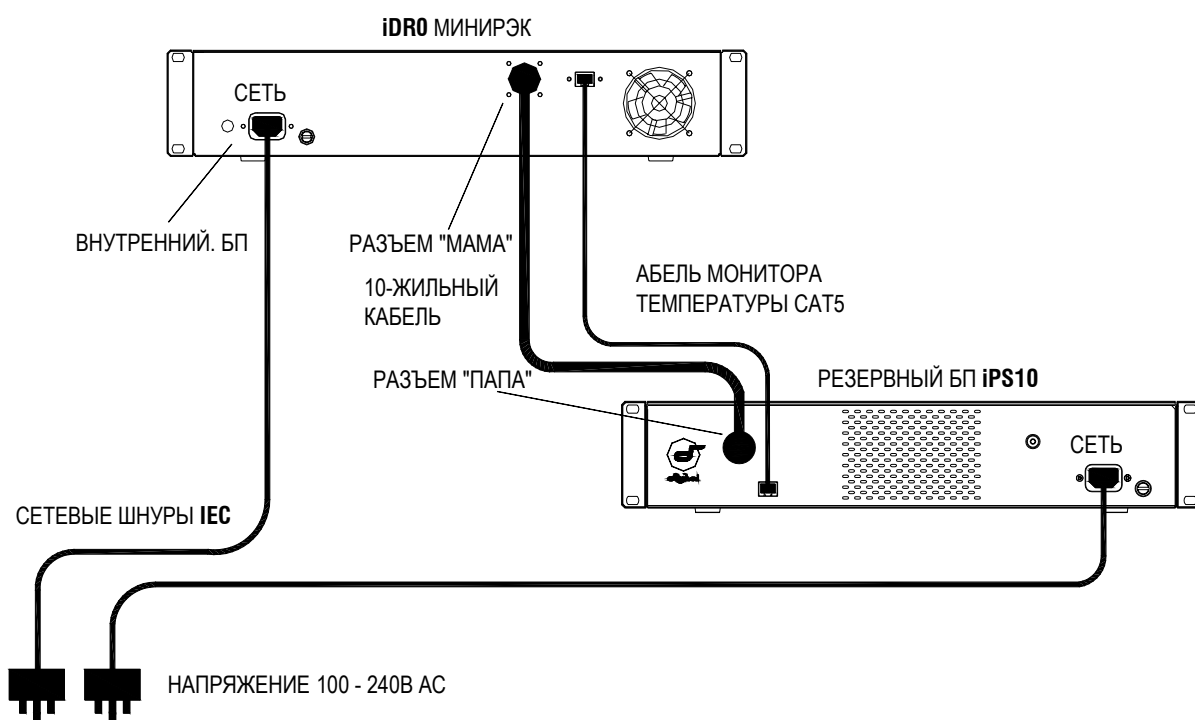 iDR0 МИНИРЭК
СЕТЬ
ВНУТРЕННИЙ. БП
РАЗЪЕМ "МАМА"
10-ЖИЛЬНЫЙ
КАБЕЛЬ
АБЕЛЬ МОНИТОРА
ТЕМПЕРАТУРЫ CAT5
РАЗЪЕМ "ПАПА"
РЕЗЕРВНЫЙ БП iPS10
СЕТЬ
СЕТЕВЫЕ ШНУРЫ IEC
НАПРЯЖЕНИЕ 100 - 240В АС